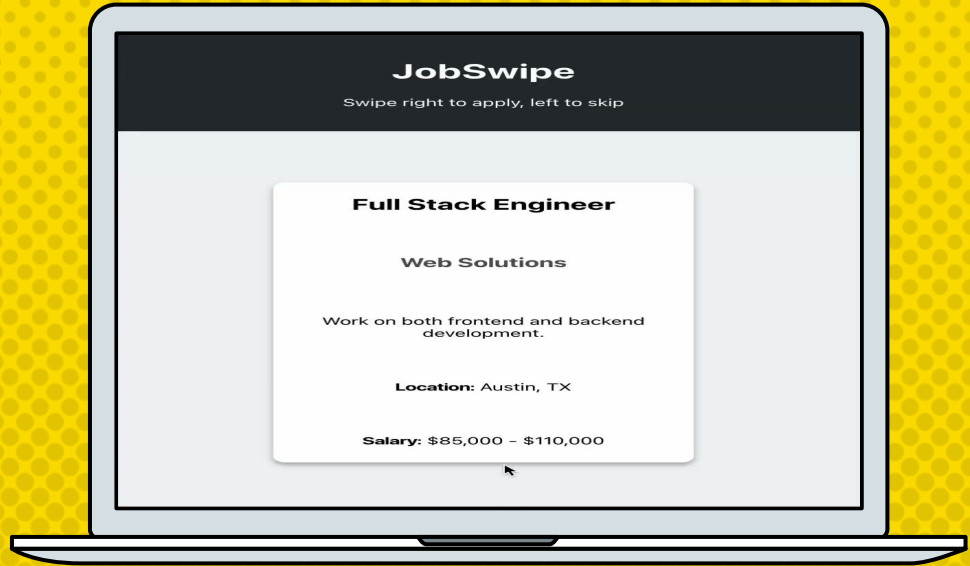 JobSwipe
Swipe right to apply, left to skip
Full Stack Engineer
Web Solutions
Work on both frontend and backend
development.
Location: Austin, TX
Salary: $85,000 - $110,000